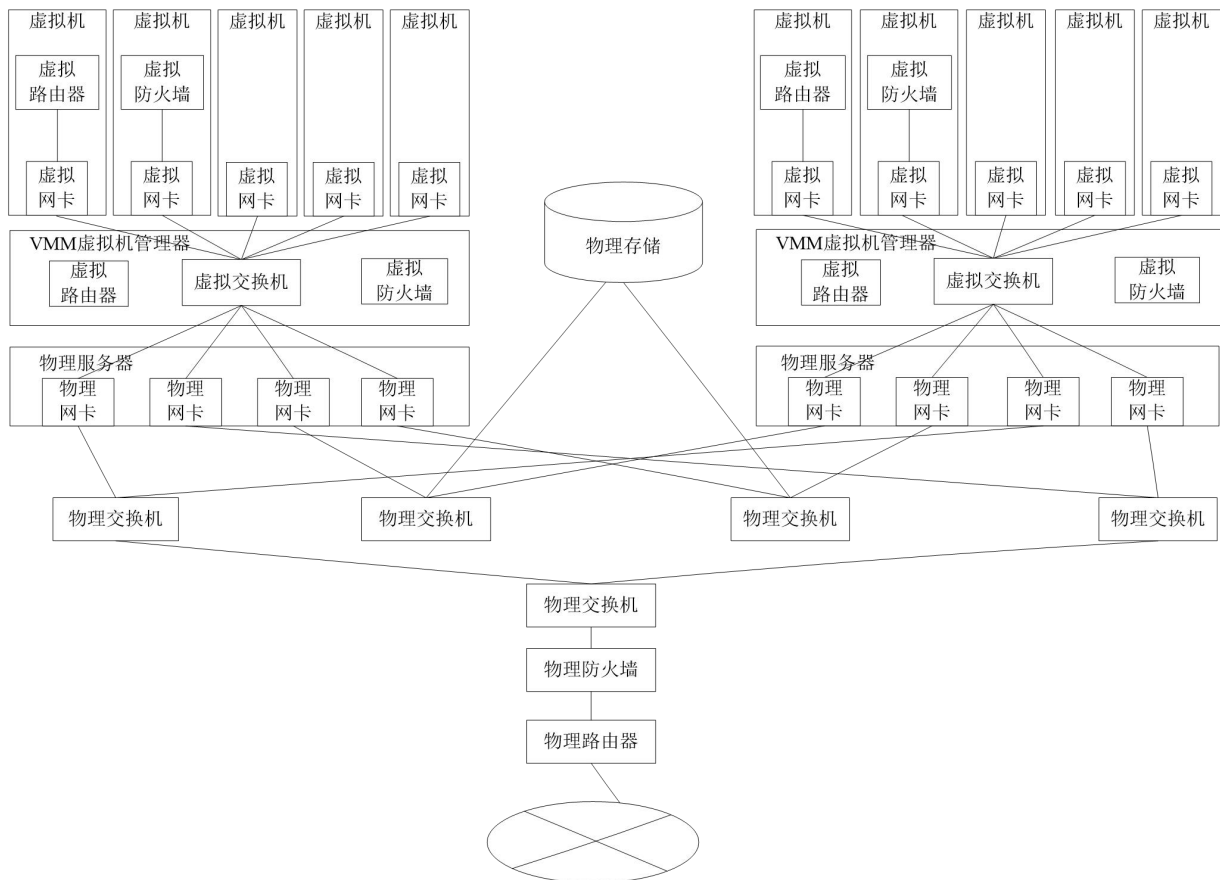 虚拟机 虚拟机 虚拟机 虚拟机 虚拟机 虚拟机 虚拟机 虚拟机 虚拟机 虚拟机
虚拟 虚拟 虚拟 虚拟
路由器 防火墙 路由器 防火墙
虚拟 虚拟 虚拟 虚拟 虚拟 虚拟 虚拟 虚拟 虚拟 虚拟
网卡 网卡 网卡 网卡 网卡 网卡 网卡 网卡 网卡 网卡
物理存储
VMM虚拟机管理器 VMM虚拟机管理器
虚拟 虚拟 虚拟 虚拟
路由器 虚拟交换机 防火墙 路由器 虚拟交换机 防火墙
物理服务器 物理服务器
物理 物理 物理 物理 物理 物理 物理 物理
网卡 网卡 网卡 网卡 网卡 网卡 网卡 网卡
物理交换机 物理交换机 物理交换机 物理交换机
物理交换机
物理防火墙
物理路由器